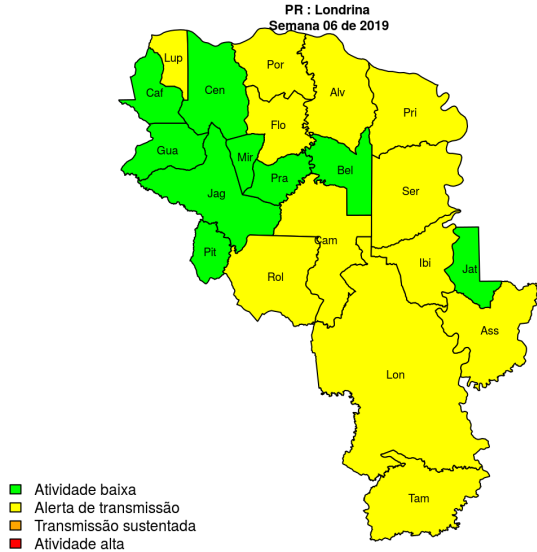 PR : Londrina
Semana 06 de 2019
Lup
Por
Caf
Cen
Alv
Pri
Flo
Gua
Mir
Pra
Bel
Jag
Ser
Cam
Pit
Ibi
Jat
Rol
Ass
Lon
Tam
Atividade baixa
Alerta de transmissão
Transmissão sustentada
Atividade alta